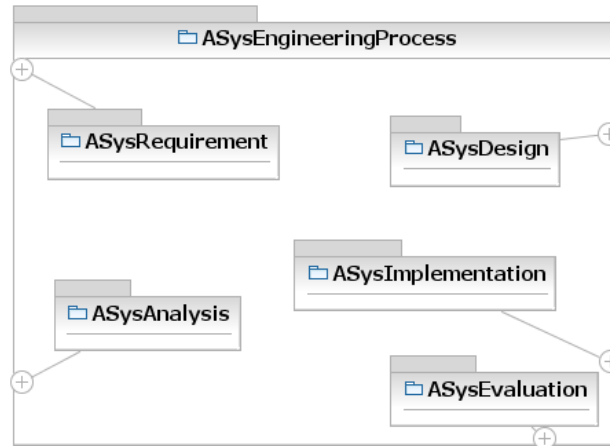 ASysEngineeringProcess
ASysRequirement
ASysDesign
ASysImplementation
ASysAnalysis
ASysEvaluation